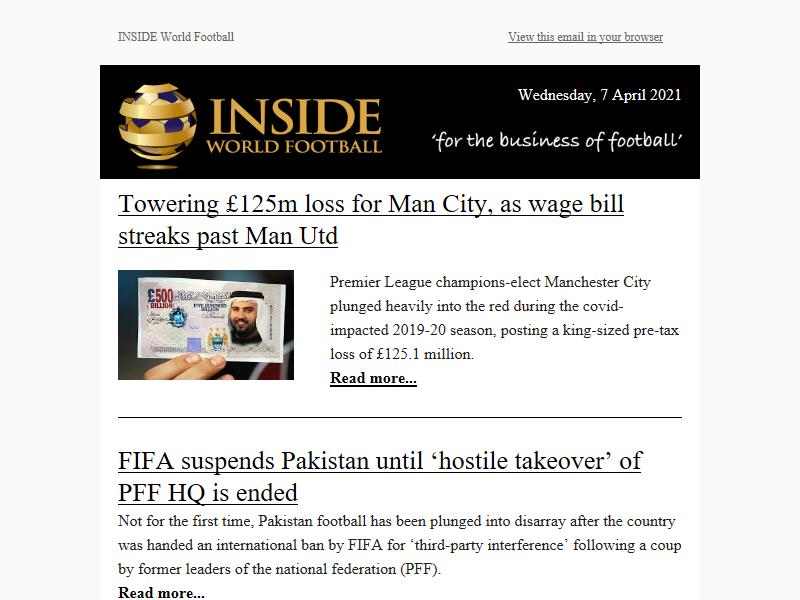 INSIDE World Football
View this email in your browser
INSIDE
WORLD FOOTBALL
Wednesday, 7 April 2021
‘for the business of football’
Towering £125m loss for Man City, as wage bill
streaks past Man Utd
£500
BILLION
FIVE HUNDRED
BILLION
Premier League champions-elect Manchester City
plunged heavily into the red during the covid-
impacted 2019-20 season, posting a king-sized pre-tax
loss of £125.1 million.
Read more...
FIFA suspends Pakistan until ‘hostile takeover’ of
PFF HQ is ended
Not for the first time, Pakistan football has been plunged into disarray after the country
was handed an international ban by FIFA for ‘third-party interference’ following a coup
by former leaders of the national federation (PFF).
Read more...